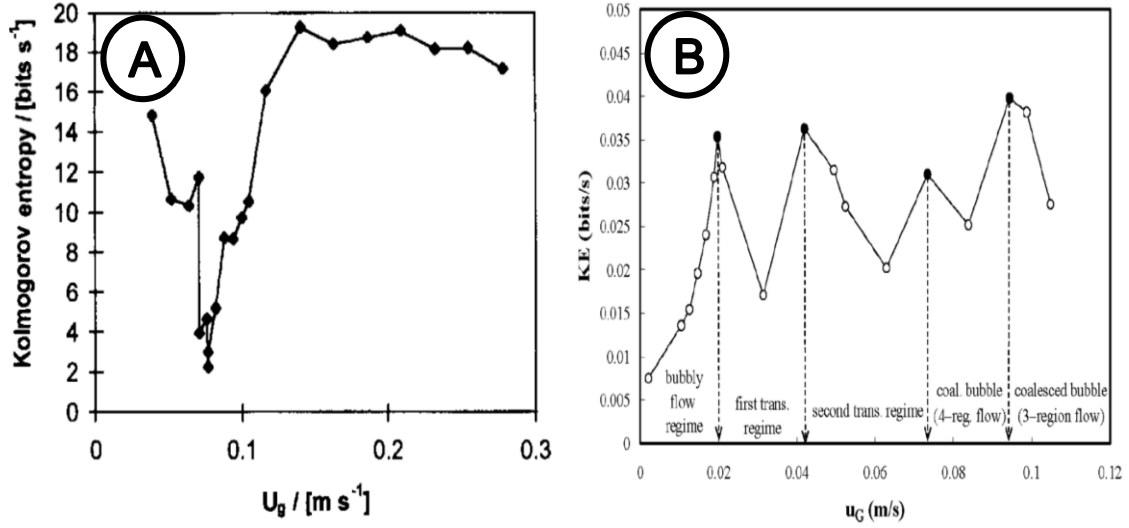 A
Kolmogorov entropy / [bits s⁻¹]
20
18
16
14
12
10
8
6
4
2
0
0
0.1
0.2
0.3
Ug / [m s⁻¹]
B
KE (bits/s)
0.05
0.045
0.04
0.035
0.03
0.025
0.02
0.015
0.01
0.005
0
bubbly
flow
regime
first trans.
regime
second trans. regime
coal. bubble
(4-reg. flow)
coalesced bubble
(3-region flow)
0
0.02
0.04
0.06
0.08
0.1
0.12
uG (m/s)